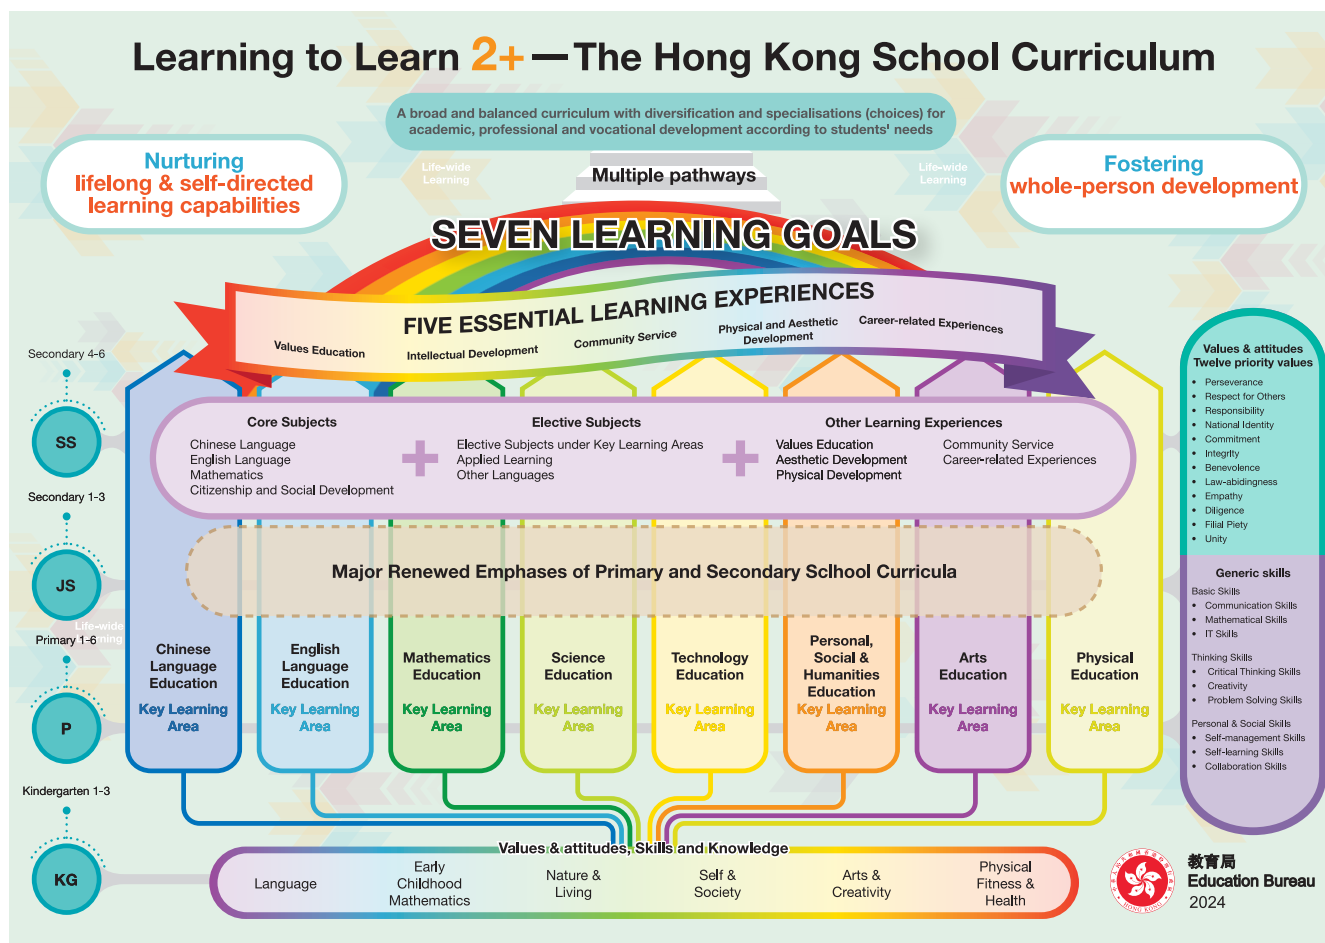 Learning to Learn 2+ — The Hong Kong School Curriculum
A broad and balanced curriculum with diversification and specialisations (choices) for
academic, professional and vocational development according to students' needs
Nurturing
lifelong & self-directed
learning capabilities
Life-wide
Learning
Multiple pathways
Life-wide
Learning
Fostering
whole-person development
SEVEN LEARNING GOALS
FIVE ESSENTIAL LEARNING EXPERIENCES
Values Education
Intellectual Development
Community Service
Physical and Aesthetic
Development
Career-related Experiences
Secondary 4-6
SS
Core Subjects
Chinese Language
English Language
Mathematics
Citizenship and Social Development
+
Elective Subjects
Elective Subjects under Key Learning Areas
Applied Learning
Other Languages
+
Other Learning Experiences
Values Education
Aesthetic Development
Physical Development
Community Service
Career-related Experiences
Secondary 1-3
JS
Major Renewed Emphases of Primary and Secondary Sclhool Curricula
Life-wide
Learning
Primary 1-6
P
Chinese
Language
Education
Key Learning
Area
English
Language
Education
Key Learning
Area
Mathematics
Education
Key Learning
Area
Science
Education
Key Learning
Area
Technology
Education
Key Learning
Area
Personal,
Social &
Humanities
Education
Key Learning
Area
Arts
Education
Key Learning
Area
Physical
Education
Key Learning
Area
Kindergarten 1-3
KG
Values & attitudes, Skills and Knowledge
Language
Early
Childhood
Mathematics
Nature &
Living
Self &
Society
Arts &
Creativity
Physical
Fitness &
Health
Values & attitudes
Twelve priority values
• Perseverance
• Respect for Others
• Responsibility
• National Identity
• Commitment
• Integrity
• Benevolence
• Law-abidingness
• Empathy
• Diligence
• Filial Piety
• Unity
Generic skills
Basic Skills
• Communication Skills
• Mathematical Skills
• IT Skills
Thinking Skills
• Critical Thinking Skills
• Creativity
• Problem Solving Skills
Personal & Social Skills
• Self-management Skills
• Self-learning Skills
• Collaboration Skills
HONG KONG
教育局
Education Bureau
2024